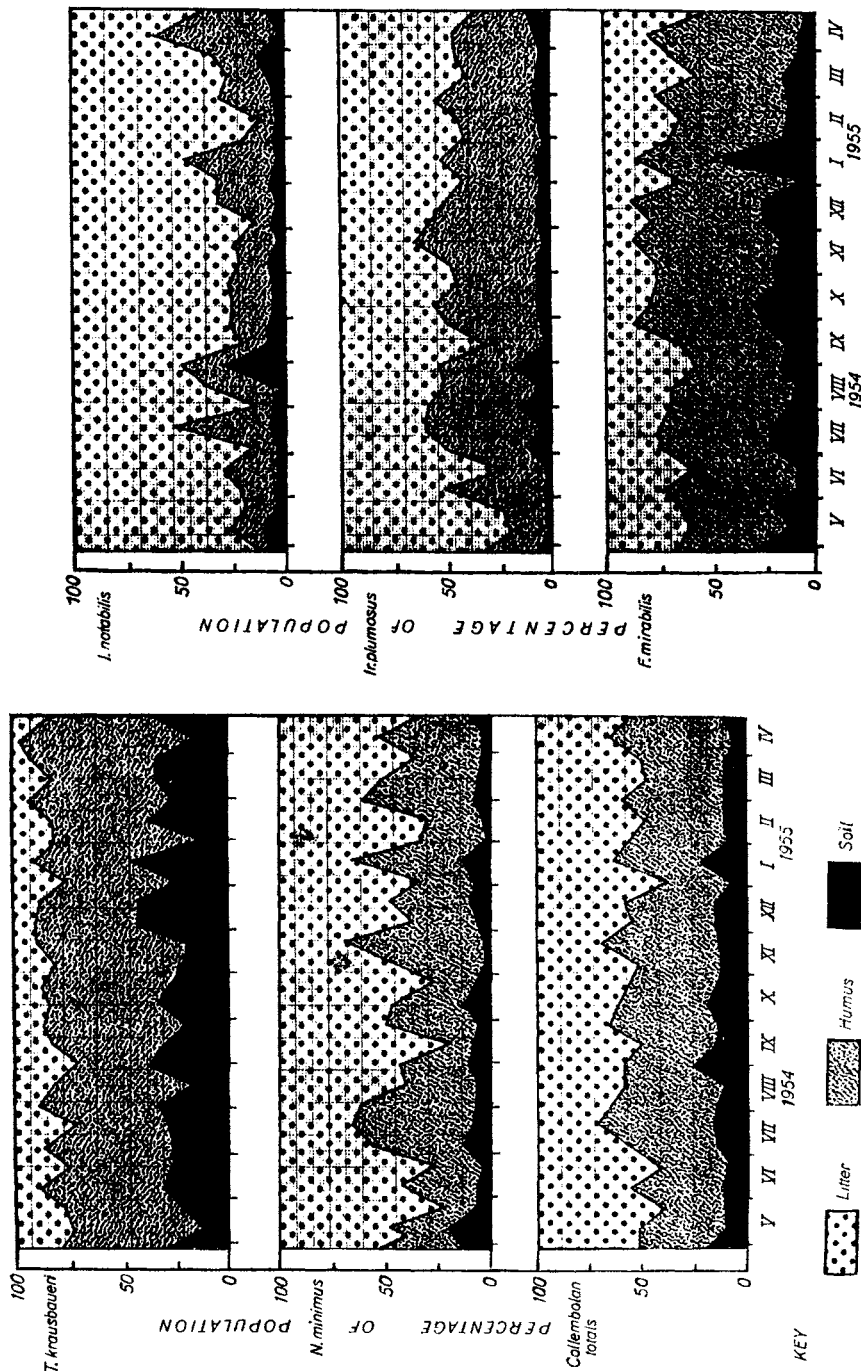 T. krausbaueri
100
50
0
N. minimus
100
50
0
Collembolan
totals
100
50
0
PERCENTAGE OF POPULATION
V VI VII VIII IX X XI XII I II III IV
1954 1955
KEY
Litter
Humus
Soil
I. notabilis
100
50
0
Ir. plumosus
100
50
0
F. mirabilis
100
50
0
PERCENTAGE OF POPULATION
V VI VII VIII IX X XI XII I II III IV
1954 1955